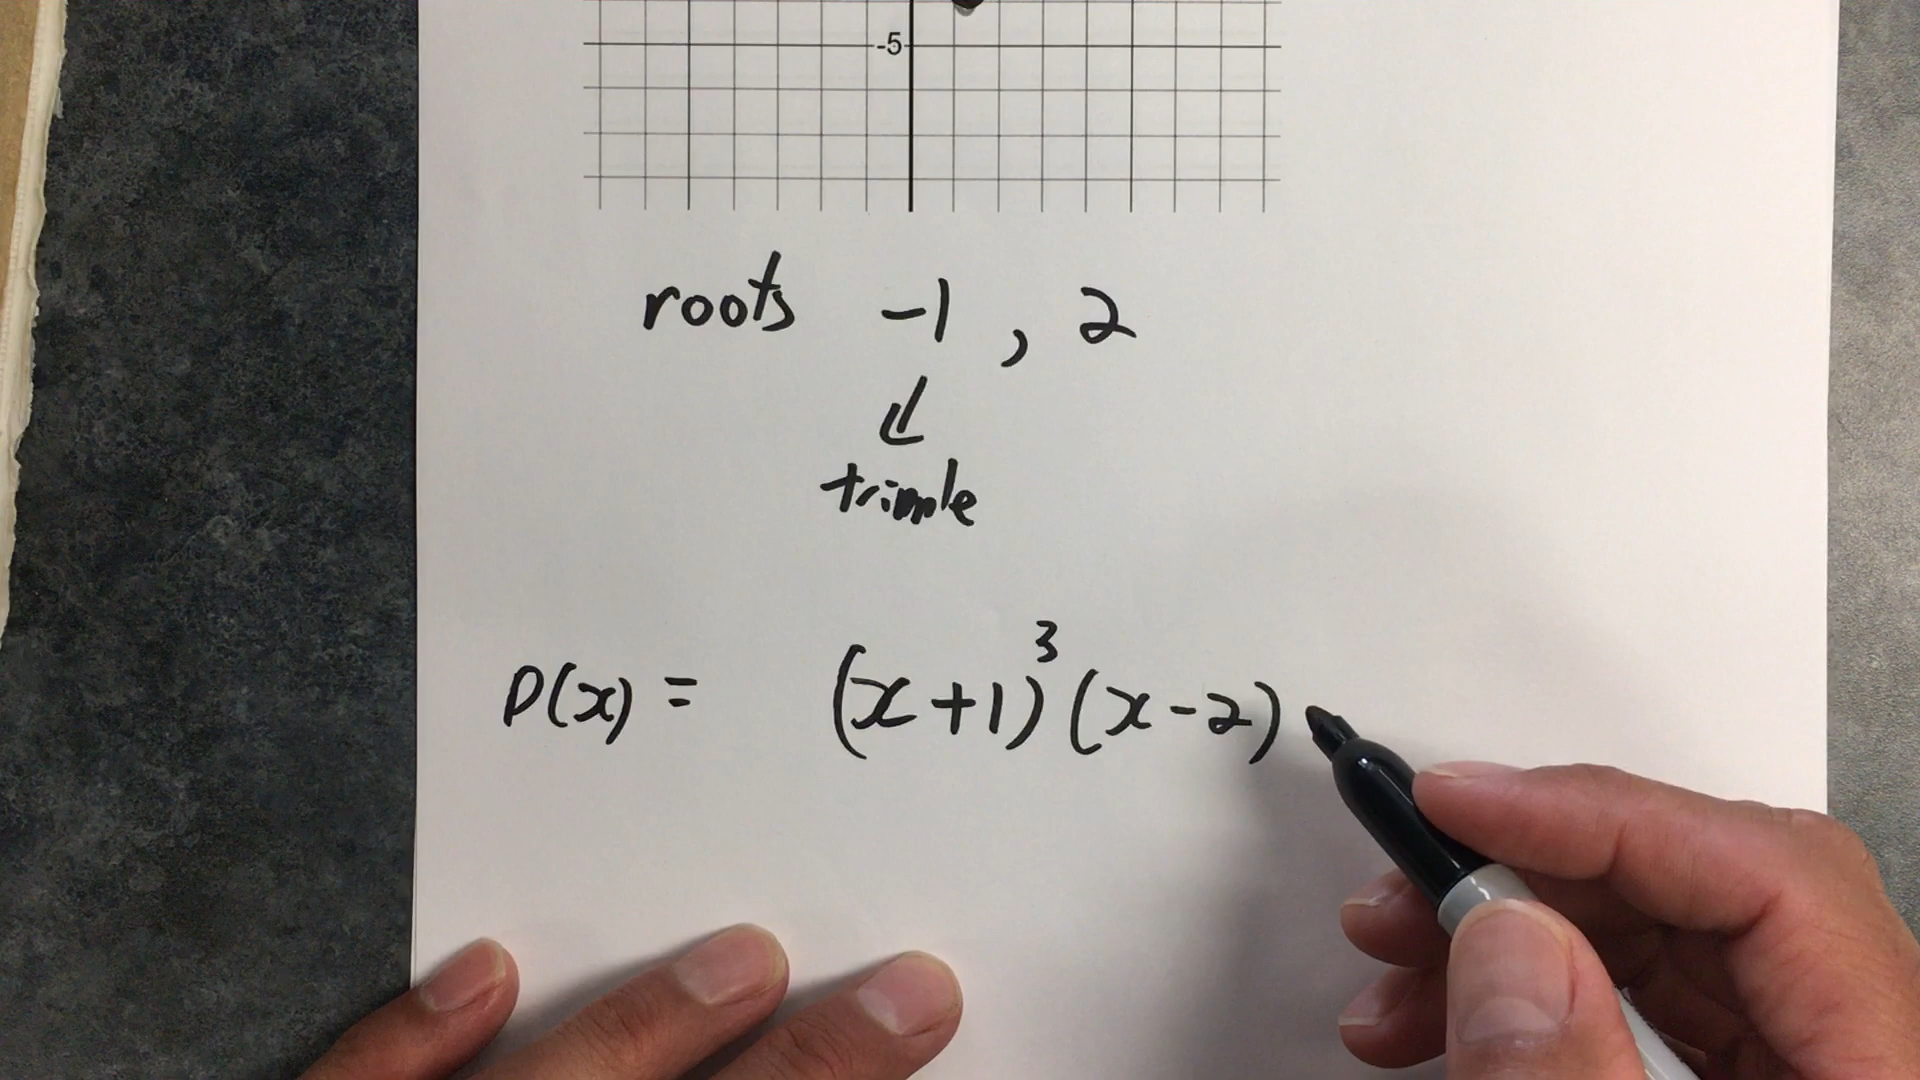 -5
roots -1 , 2
triple
P(x) = (x+1)³(x-2)